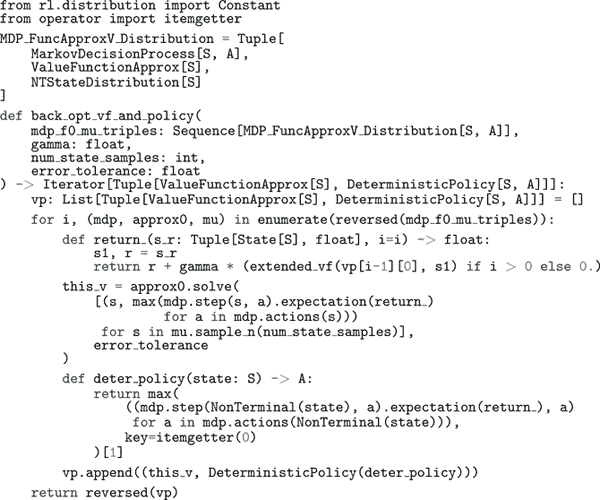 from rl.distribution import Constant
from operator import itemgetter
MDP_FuncApproxV_Distribution = Tuple[
    MarkovDecisionProcess[S, A],
    ValueFunctionApprox[S],
    NTStateDistribution[S]
]
def back_opt_vf_and_policy(
    mdp_f0_mu_triples: Sequence[MDP_FuncApproxV_Distribution[S, A]],
    gamma: float,
    num_state_samples: int,
    error_tolerance: float
) -> Iterator[Tuple[ValueFunctionApprox[S], DeterministicPolicy[S, A]]]:
    vp: List[Tuple[ValueFunctionApprox[S], DeterministicPolicy[S, A]]] = []
    for i, (mdp, approx0, mu) in enumerate(reversed(mdp_f0_mu_triples)):
        def return_(s_r: Tuple[State[S], float], i=i) -> float:
            s1, r = s_r
            return r + gamma * (extended_vf(vp[i-1][0], s1) if i > 0 else 0.)
        this_v = approx0.solve(
            [(s, max(mdp.step(s, a).expectation(return_)
                     for a in mdp.actions(s)))
             for s in mu.sample_n(num_state_samples)],
            error_tolerance
        )
        def deter_policy(state: S) -> A:
            return max(
                ((mdp.step(NonTerminal(state), a).expectation(return_), a)
                 for a in mdp.actions(NonTerminal(state))),
                key=itemgetter(0)
            )[1]
        vp.append((this_v, DeterministicPolicy(deter_policy)))
    return reversed(vp)